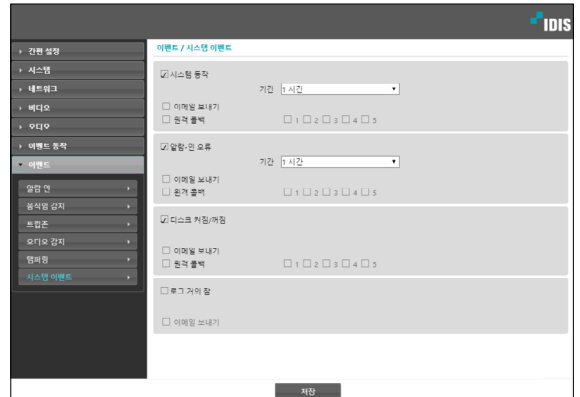 IDIS
간편 설정
시스템
네트워크
비디오
오디오
이벤트 동작
이벤트
알람 인
움직임 감지
트립존
오디오 감지
탬퍼링
시스템 이벤트
이벤트 / 시스템 이벤트
시스템 동작
기간 1 시간
이메일 보내기
원격 콜백 1 2 3 4 5
알람-인 오류
기간 1 시간
이메일 보내기
원격 콜백 1 2 3 4 5
디스크 켜짐/꺼짐
이메일 보내기
원격 콜백 1 2 3 4 5
로그 거의 참
이메일 보내기
저장